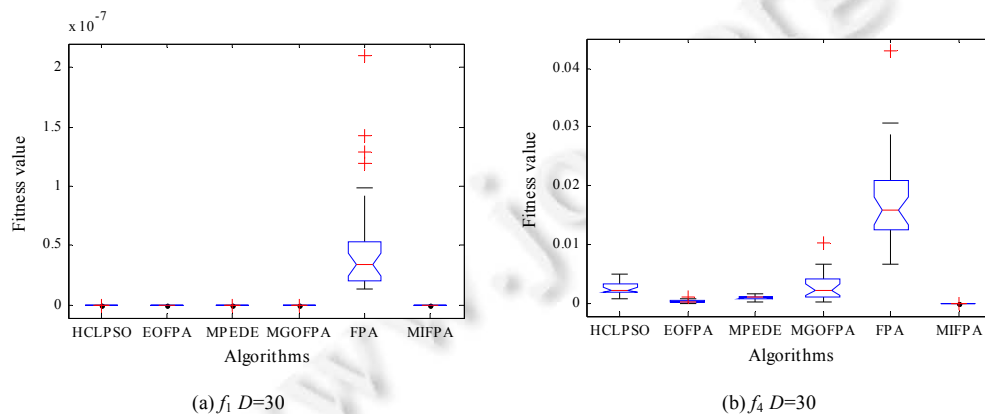 x 10^-7
2
1.5
1
0.5
0
Fitness value
HCLPSO EOFPA MPEDE MGOFPA FPA MIFPA
Algorithms
(a) f1 D=30
0.04
0.03
0.02
0.01
0
Fitness value
HCLPSO EOFPA MPEDE MGOFPA FPA MIFPA
Algorithms
(b) f4 D=30